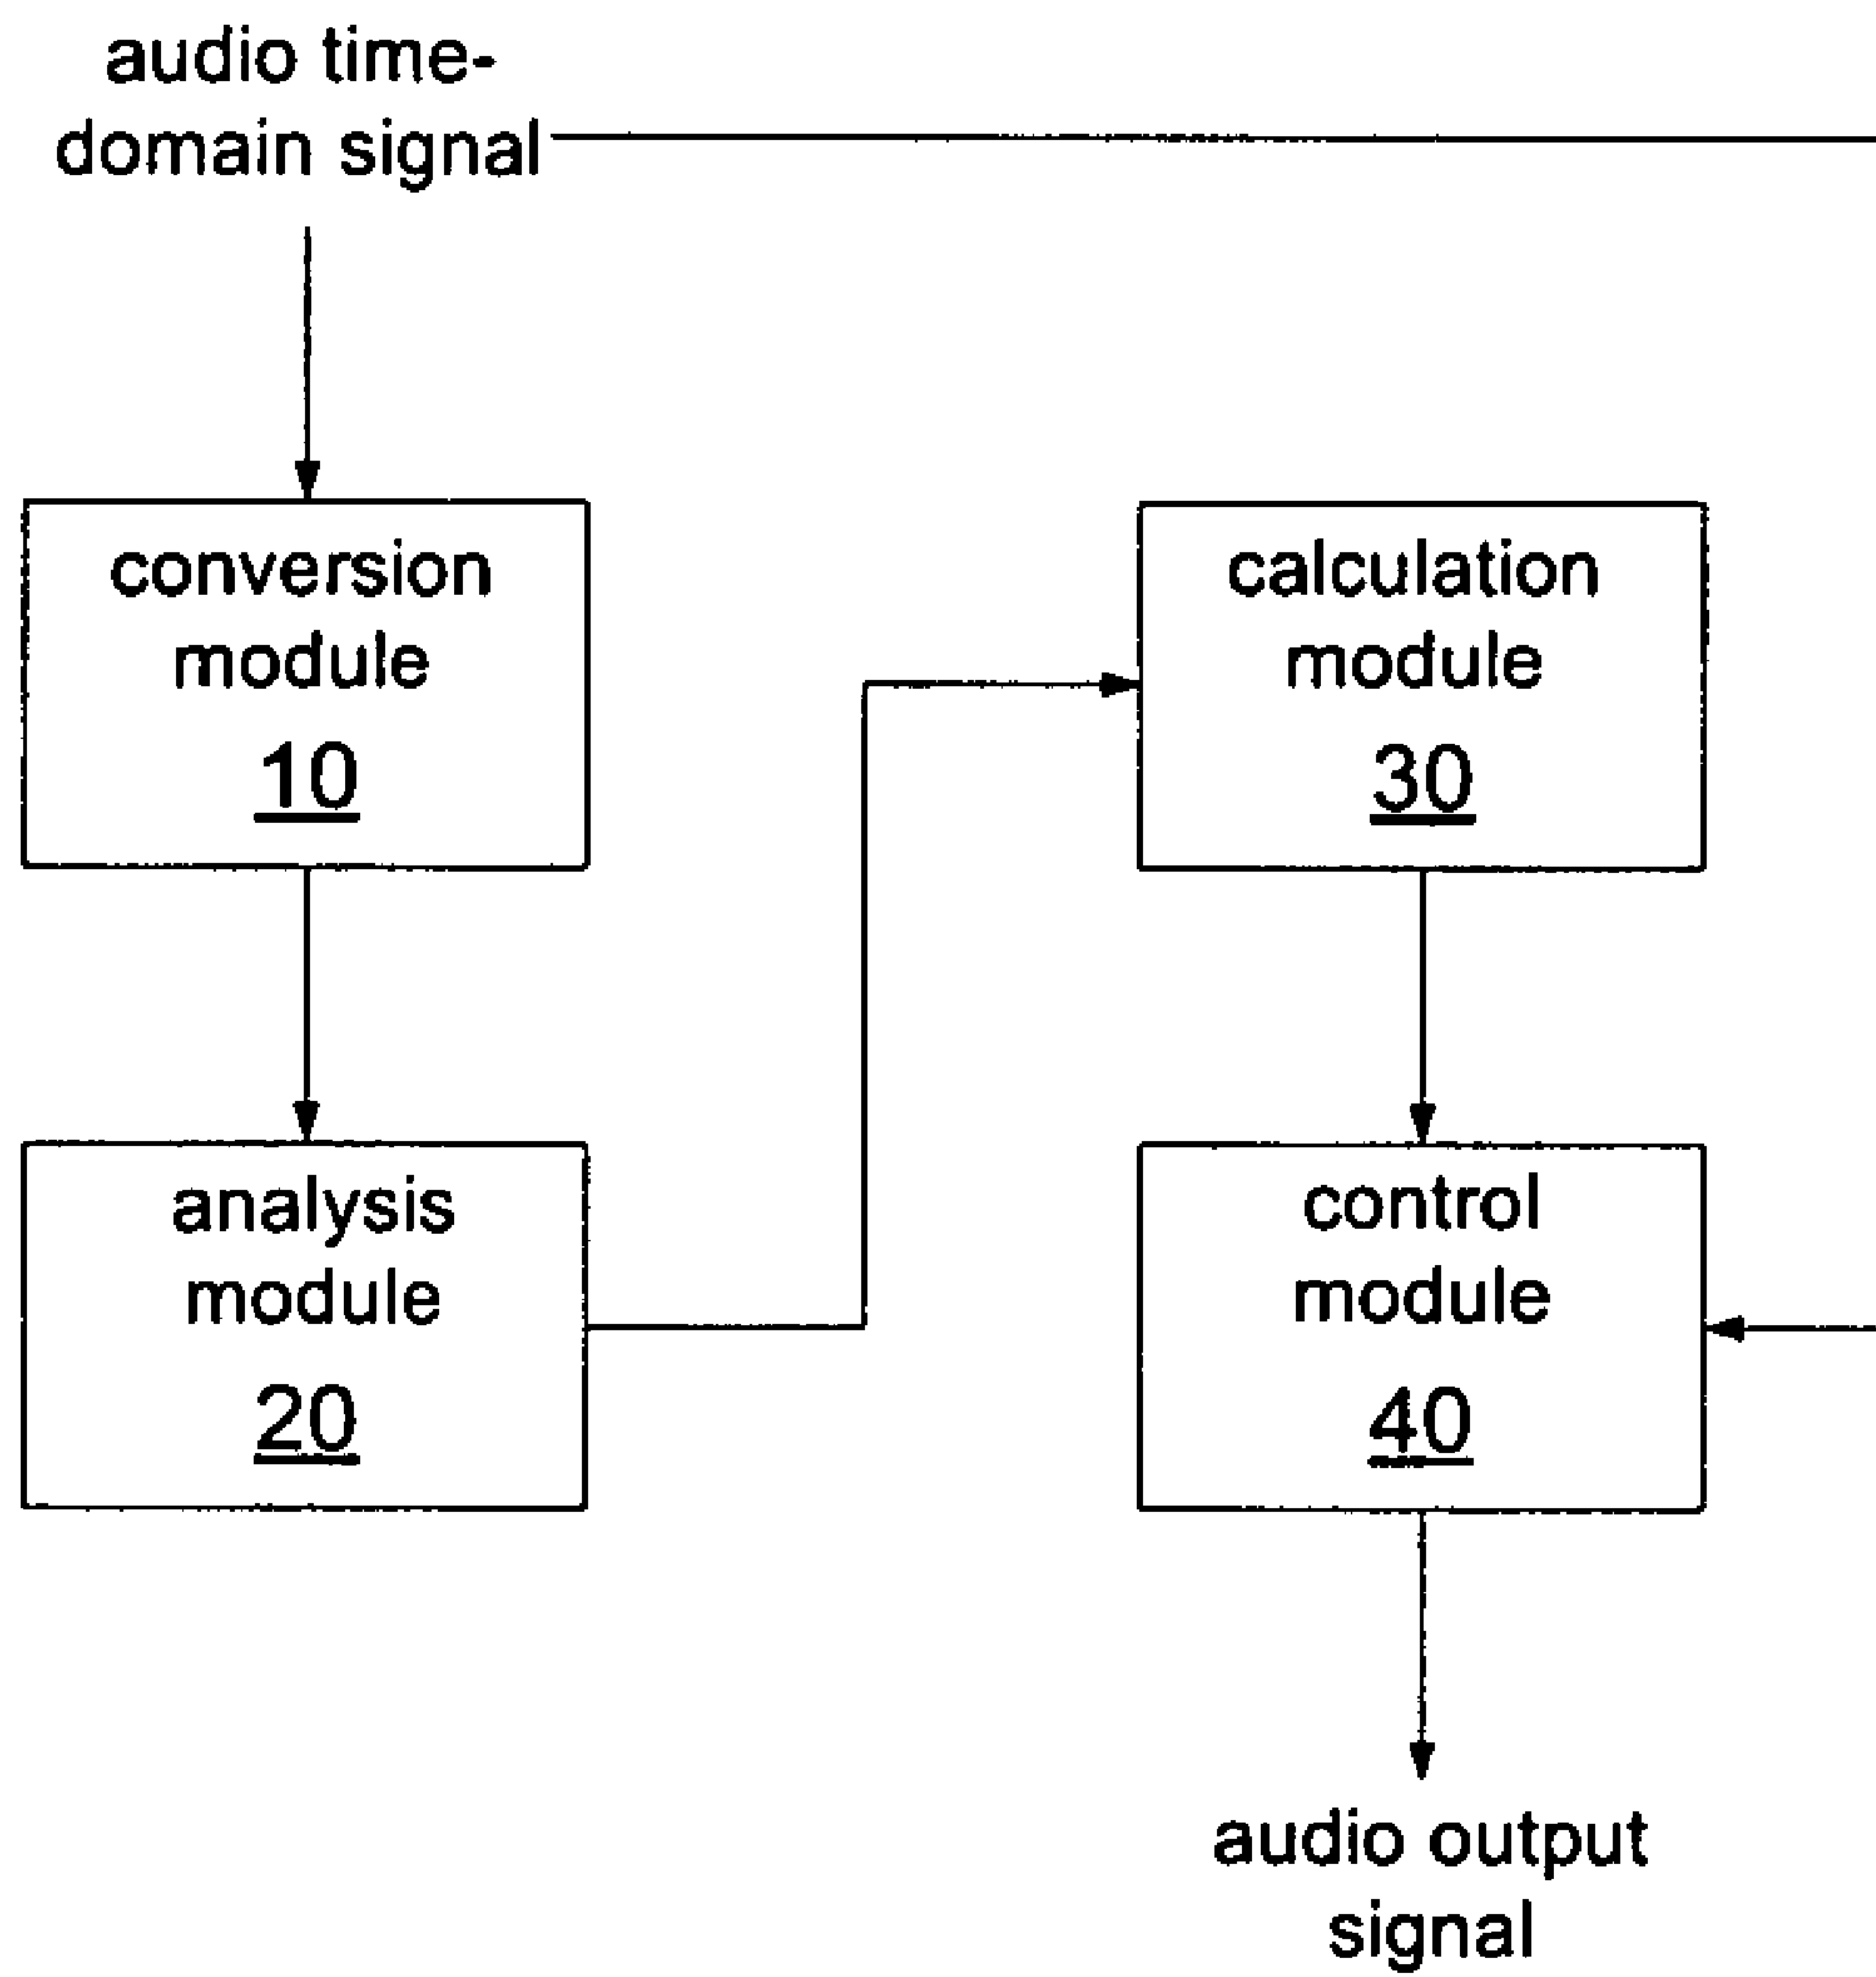 audio time-
domain signal
conversion
module
10
calculation
module
30
analysis
module
20
control
module
40
audio output
signal